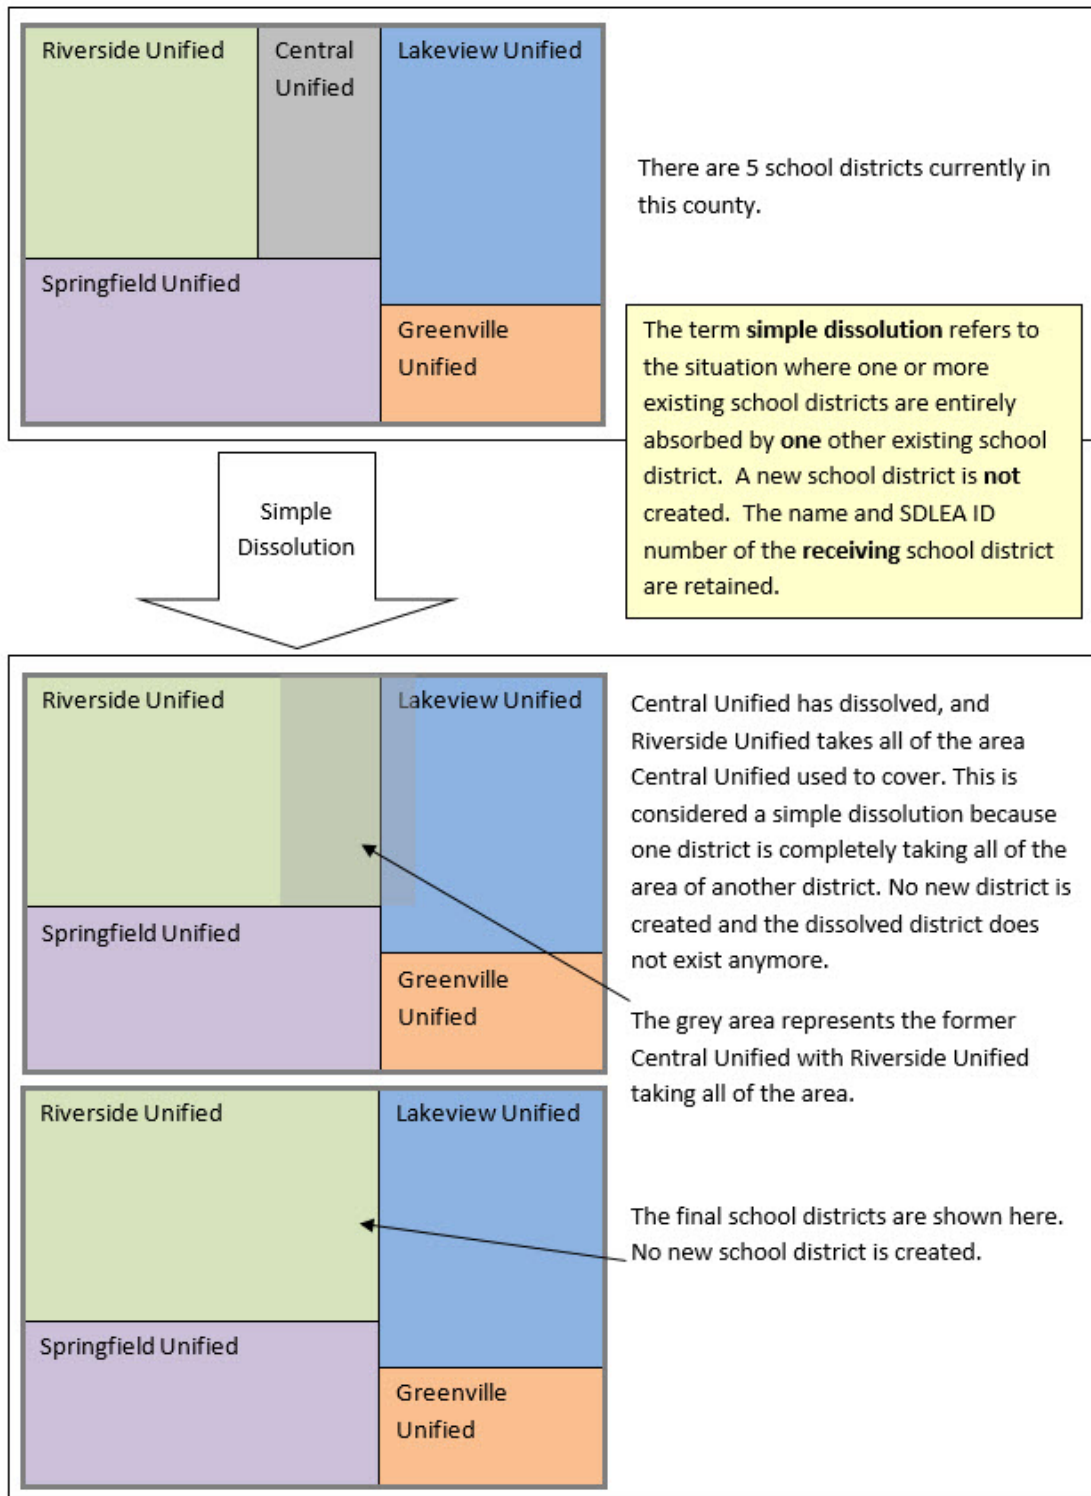 Riverside Unified
Central
Unified
Lakeview Unified
Springfield Unified
Greenville
Unified
There are 5 school districts currently in
this county.
The term simple dissolution refers to
the situation where one or more
existing school districts are entirely
absorbed by one other existing school
district.  A new school district is not
created.  The name and SDLEA ID
number of the receiving school district
are retained.
Simple
Dissolution
Riverside Unified
Lakeview Unified
Springfield Unified
Greenville
Unified
Central Unified has dissolved, and
Riverside Unified takes all of the area
Central Unified used to cover. This is
considered a simple dissolution because
one district is completely taking all of the
area of another district. No new district is
created and the dissolved district does
not exist anymore.
The grey area represents the former
Central Unified with Riverside Unified
taking all of the area.
Riverside Unified
Lakeview Unified
Springfield Unified
Greenville
Unified
The final school districts are shown here.
No new school district is created.